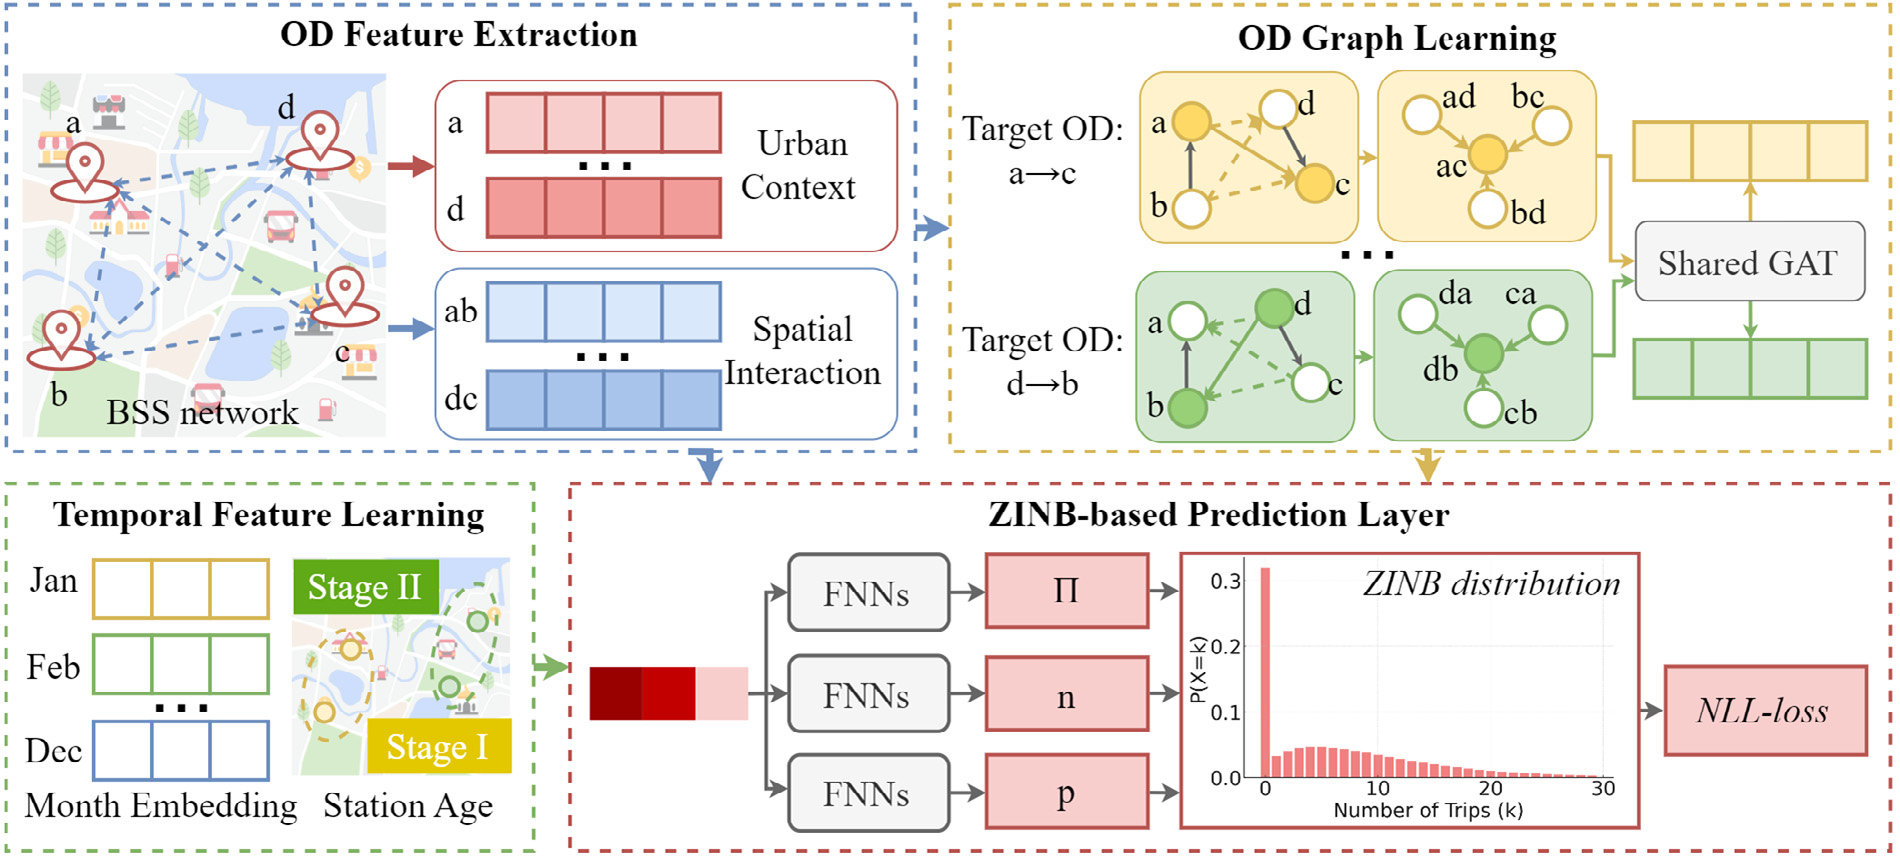 OD Feature Extraction
a
d
b
c
BSS network
a
...
d
Urban
Context
ab
...
dc
Spatial
Interaction
OD Graph Learning
Target OD:
a→c
a
d
b
c
ad
bc
ac
bd
...
Target OD:
d→b
a
d
b
c
da
ca
db
cb
Shared GAT
Temporal Feature Learning
Jan
Feb
...
Dec
Month Embedding
Stage II
Stage I
Station Age
ZINB-based Prediction Layer
FNNs
Π
FNNs
n
FNNs
p
ZINB distribution
P(X=k)
0.3
0.2
0.1
0.0
0 10 20 30
Number of Trips (k)
NLL-loss